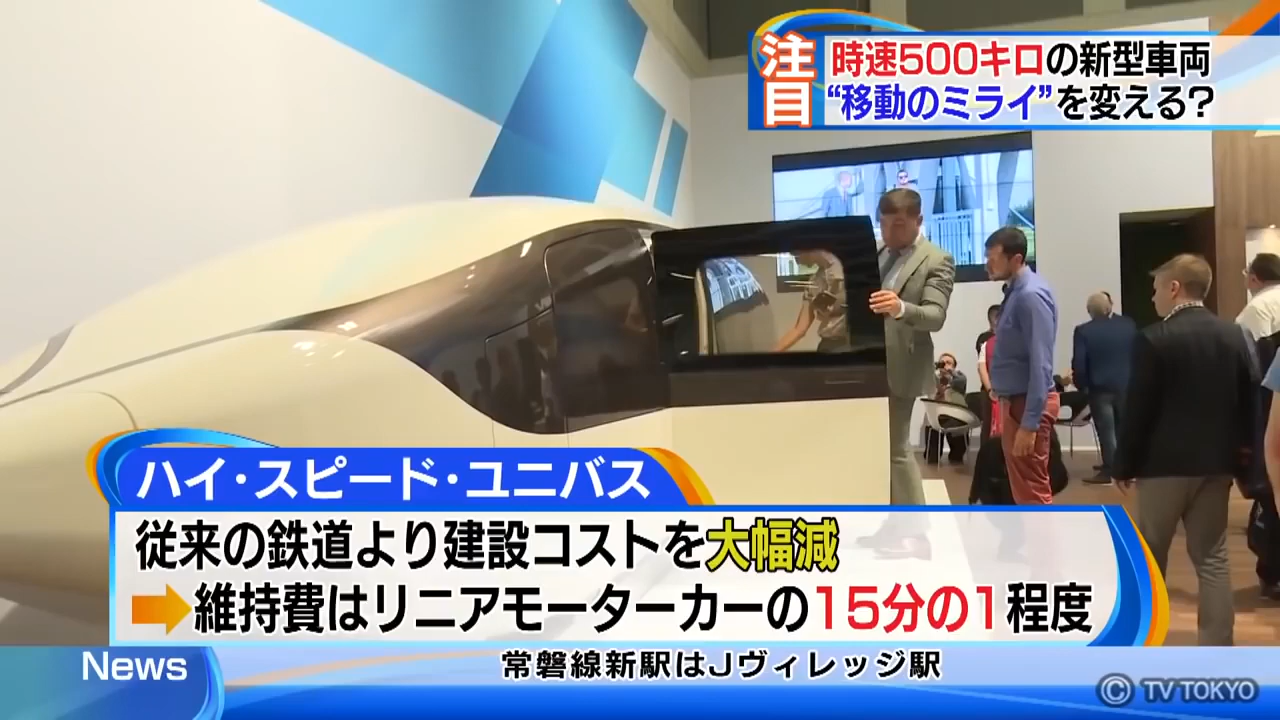 注目
時速500キロの新型車両
“移動のミライ”を変える?
ハイ・スピード・ユニバス
従来の鉄道より建設コストを大幅減
➡維持費はリニアモーターカーの15分の1程度
News
常磐線新駅はJヴィレッジ駅
© TV TOKYO